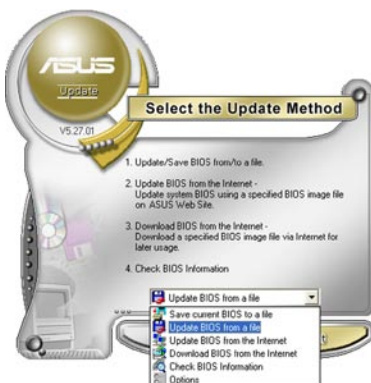 ASUS
Update
V5.27.01
Select the Update Method
1. Update/Save BIOS from/to a file.
2. Update BIOS from the Internet -
Update system BIOS using a specified BIOS image file
on ASUS Web Site.
3. Download BIOS from the Internet -
Download a specified BIOS image file via Internet for
later usage.
4. Check BIOS Information
Update BIOS from a file
Save current BIOS to a file
Update BIOS from a file
Update BIOS from the Internet
Download BIOS from the Internet
Check BIOS Information
Options